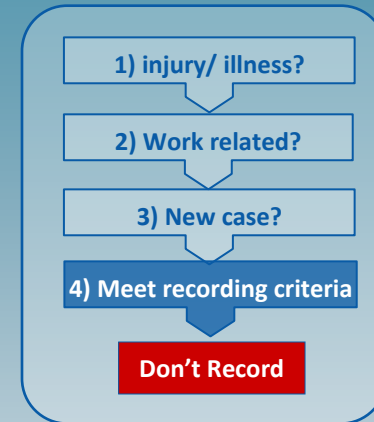 1) injury/ illness?
2) Work related?
3) New case?
4) Meet recording criteria
Don’t Record